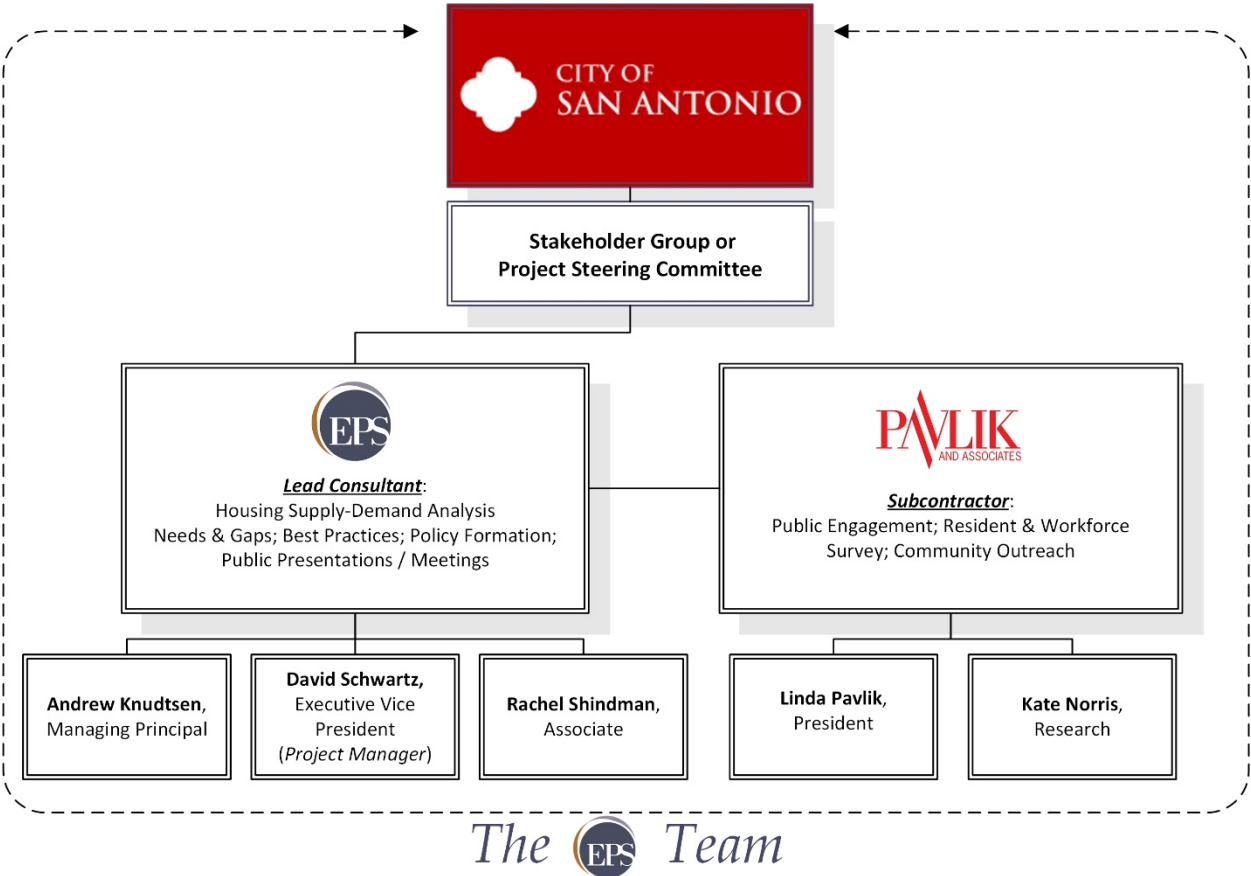 CITY OF
SAN ANTONIO
Stakeholder Group or
Project Steering Committee
EPS
Lead Consultant:
Housing Supply-Demand Analysis
Needs & Gaps; Best Practices; Policy Formation;
Public Presentations / Meetings
PAVLIK
AND ASSOCIATES
Subcontractor:
Public Engagement; Resident & Workforce
Survey; Community Outreach
Andrew Knudtsen,
Managing Principal
David Schwartz,
Executive Vice
President
(Project Manager)
Rachel Shindman,
Associate
Linda Pavlik,
President
Kate Norris,
Research
The EPS Team